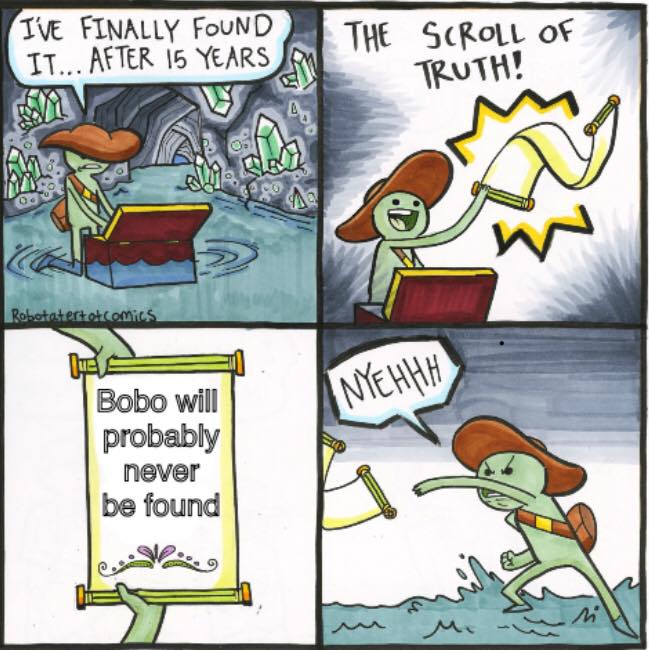 I'VE FINALLY FOUND
IT... AFTER 15 YEARS
Robotatertotcomics
THE SCROLL OF
TRUTH!
Bobo will
probably
never
be found
NYEHHH